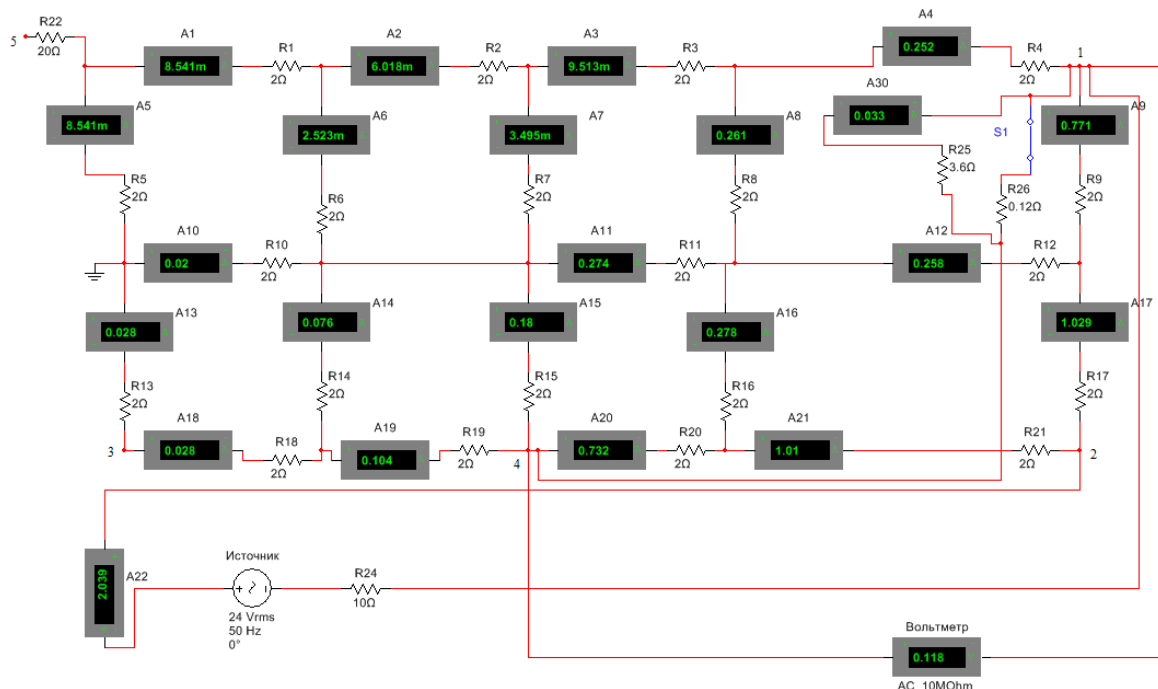 R22
5
20Ω
A1
8.541m
R1
2Ω
A2
6.018m
R2
2Ω
A3
9.513m
R3
2Ω
A4
0.252
R4
2Ω
1
A5
8.541m
A6
2.523m
A7
3.495m
A8
0.261
A30
0.033
S1
A9
0.771
R25
3.6Ω
R26
0.12Ω
R5
2Ω
R6
2Ω
R7
2Ω
R8
2Ω
R9
2Ω
A10
0.02
R10
2Ω
A11
0.274
R11
2Ω
A12
0.258
R12
2Ω
A13
0.028
A14
0.076
A15
0.18
A16
0.278
A17
1.029
R13
2Ω
R14
2Ω
R15
2Ω
R16
2Ω
R17
2Ω
3
A18
0.028
R18
2Ω
A19
0.104
R19
2Ω
4
A20
0.732
R20
2Ω
A21
1.01
R21
2Ω
2
A22
2.039
Источник
24 Vrms
50 Hz
0°
R24
10Ω
Вольтметр
0.118
AC 10MOhm